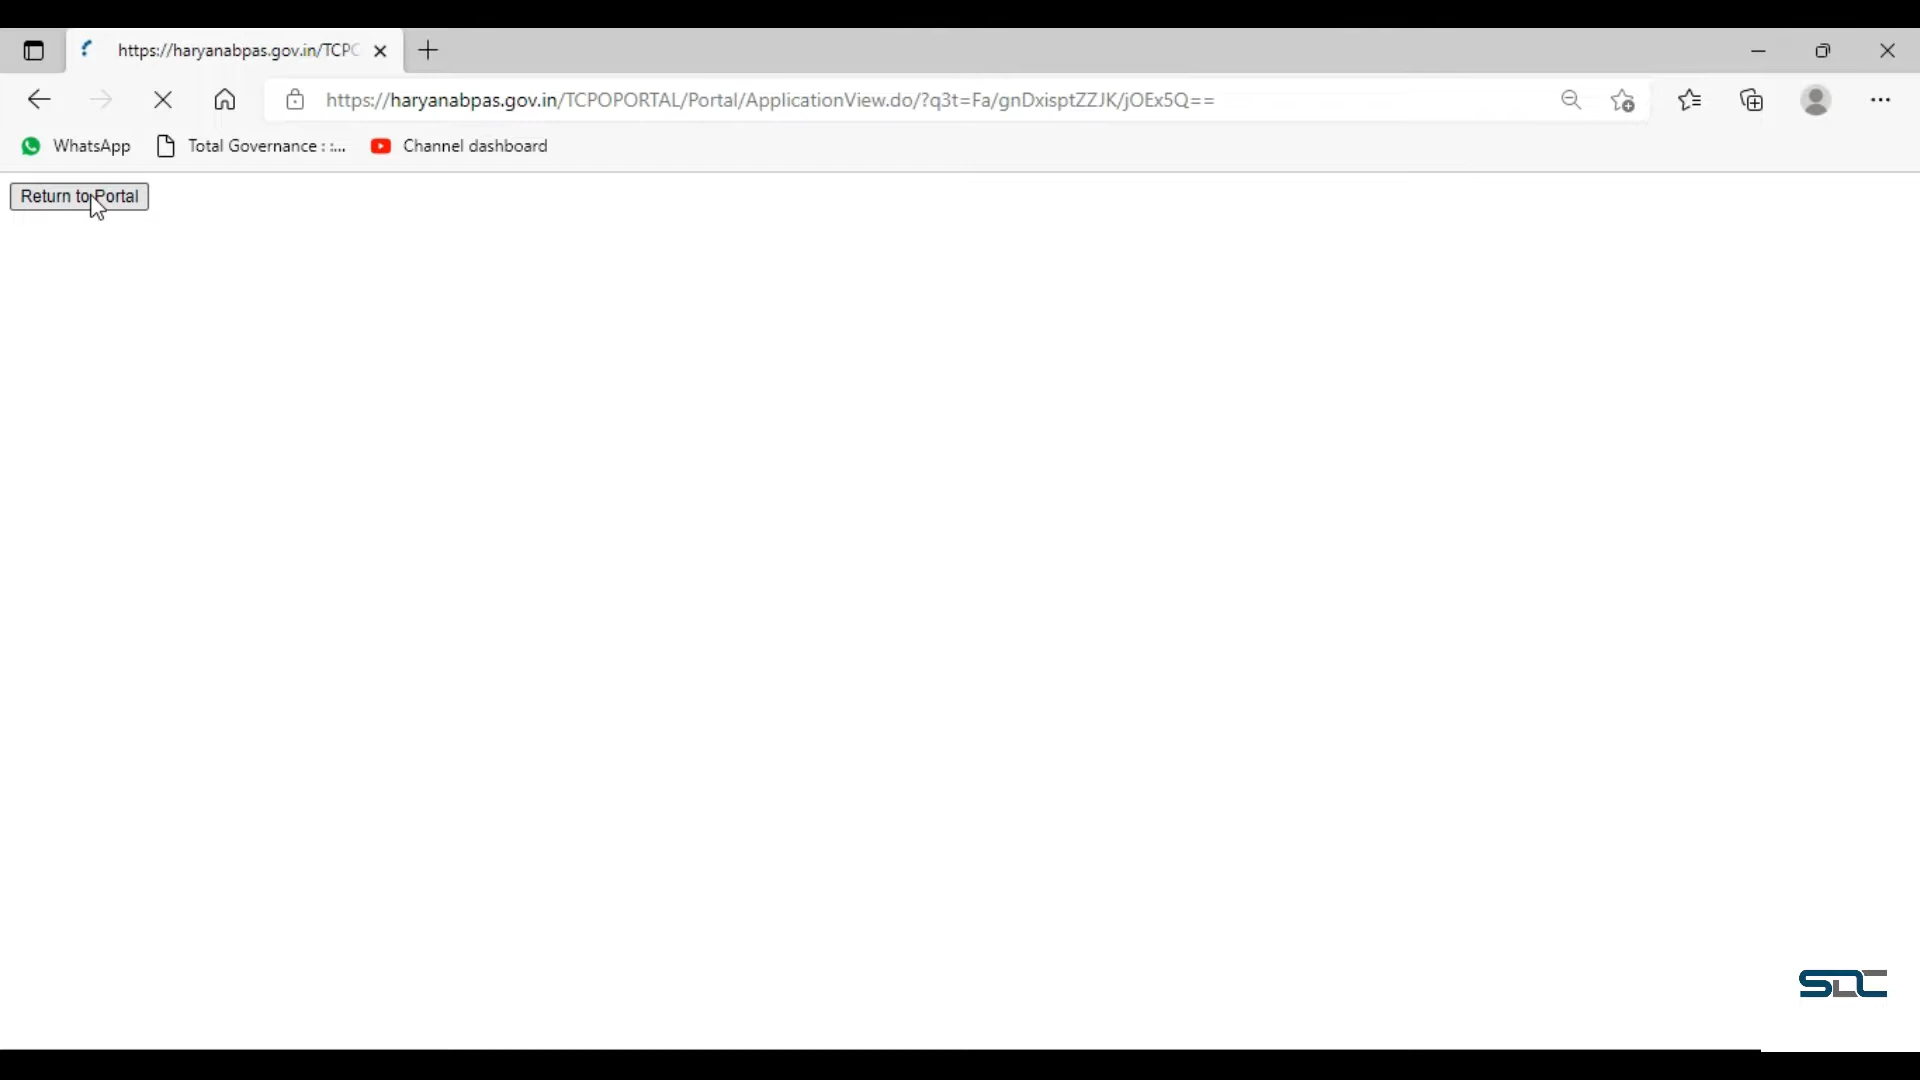 https://haryanabpas.gov.in/TCPC
https://haryanabpas.gov.in/TCPOPORTAL/Portal/ApplicationView.do/?q3t=Fa/gnDxisptZZJK/jOEx5Q==
WhatsApp Total Governance : :... Channel dashboard
Return to Portal
SDC